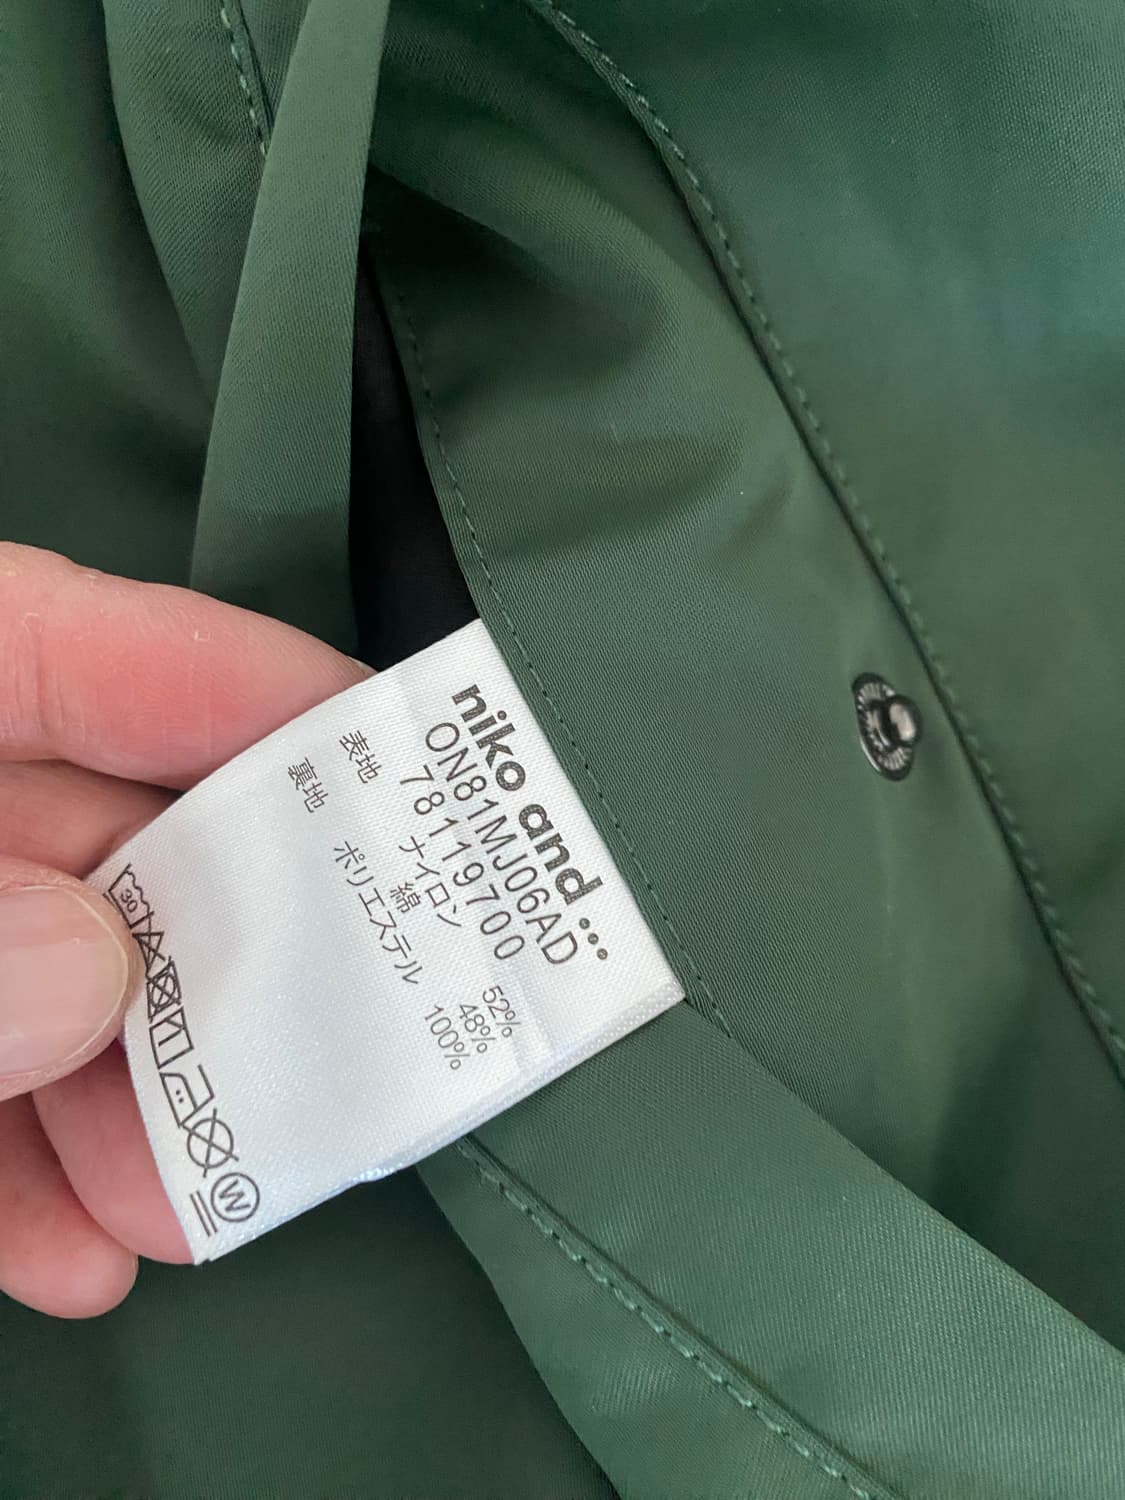 niko and ...
ON81MJ06AD
78119700
表地 ナイロン 52%
綿 48%
裏地 ポリエステル 100%
30
W